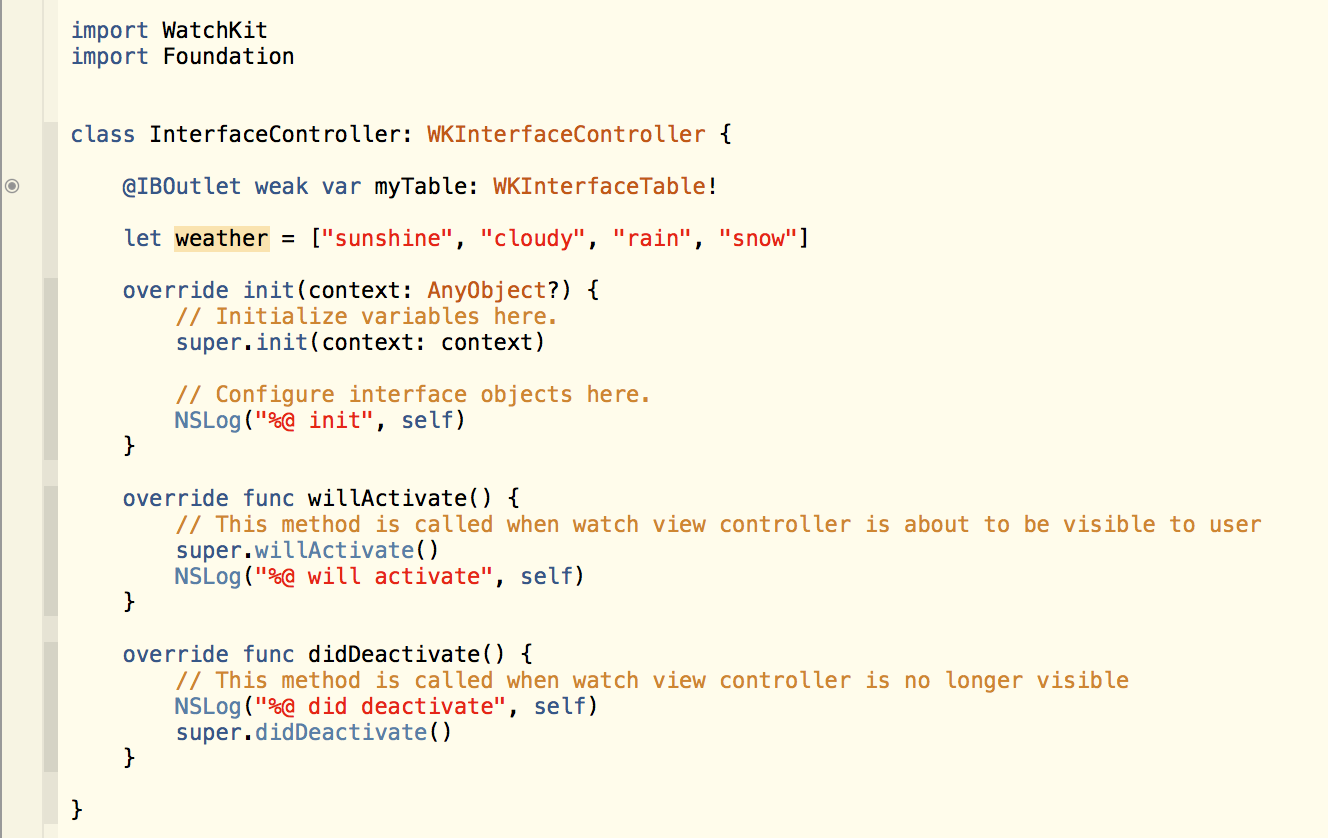 import WatchKit
import Foundation
class InterfaceController: WKInterfaceController {
@IBOutlet weak var myTable: WKInterfaceTable!
let weather = ["sunshine", "cloudy", "rain", "snow"]
override init(context: AnyObject?) {
// Initialize variables here.
super.init(context: context)
// Configure interface objects here.
NSLog("%@ init", self)
}
override func willActivate() {
// This method is called when watch view controller is about to be visible to user
super.willActivate()
NSLog("%@ will activate", self)
}
override func didDeactivate() {
// This method is called when watch view controller is no longer visible
NSLog("%@ did deactivate", self)
super.didDeactivate()
}
}